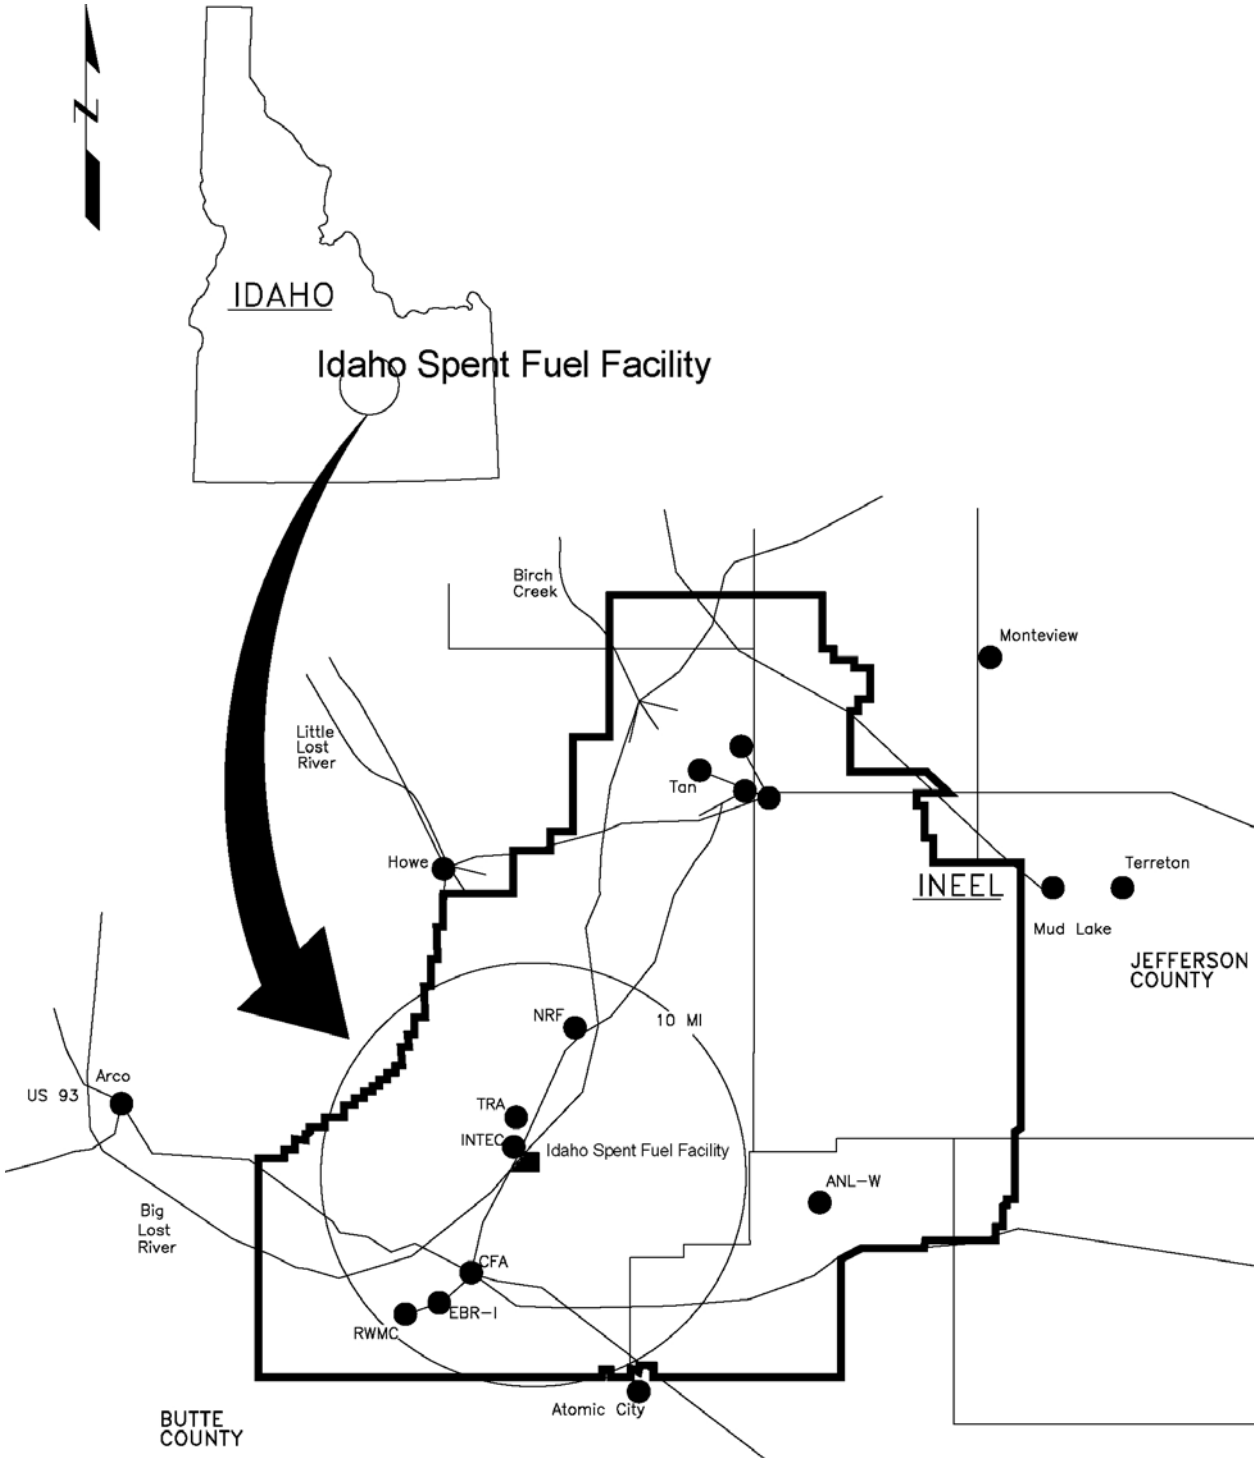 N
IDAHO
Idaho Spent Fuel Facility
Birch
Creek
Monteview
Little
Lost
River
Tan
Howe
INEEL
Terreton
Mud Lake
JEFFERSON
COUNTY
NRF
10 MI
Arco
US 93
TRA
INTEC
Idaho Spent Fuel Facility
ANL-W
Big
Lost
River
CFA
EBR-I
RWMC
Atomic City
BUTTE
COUNTY